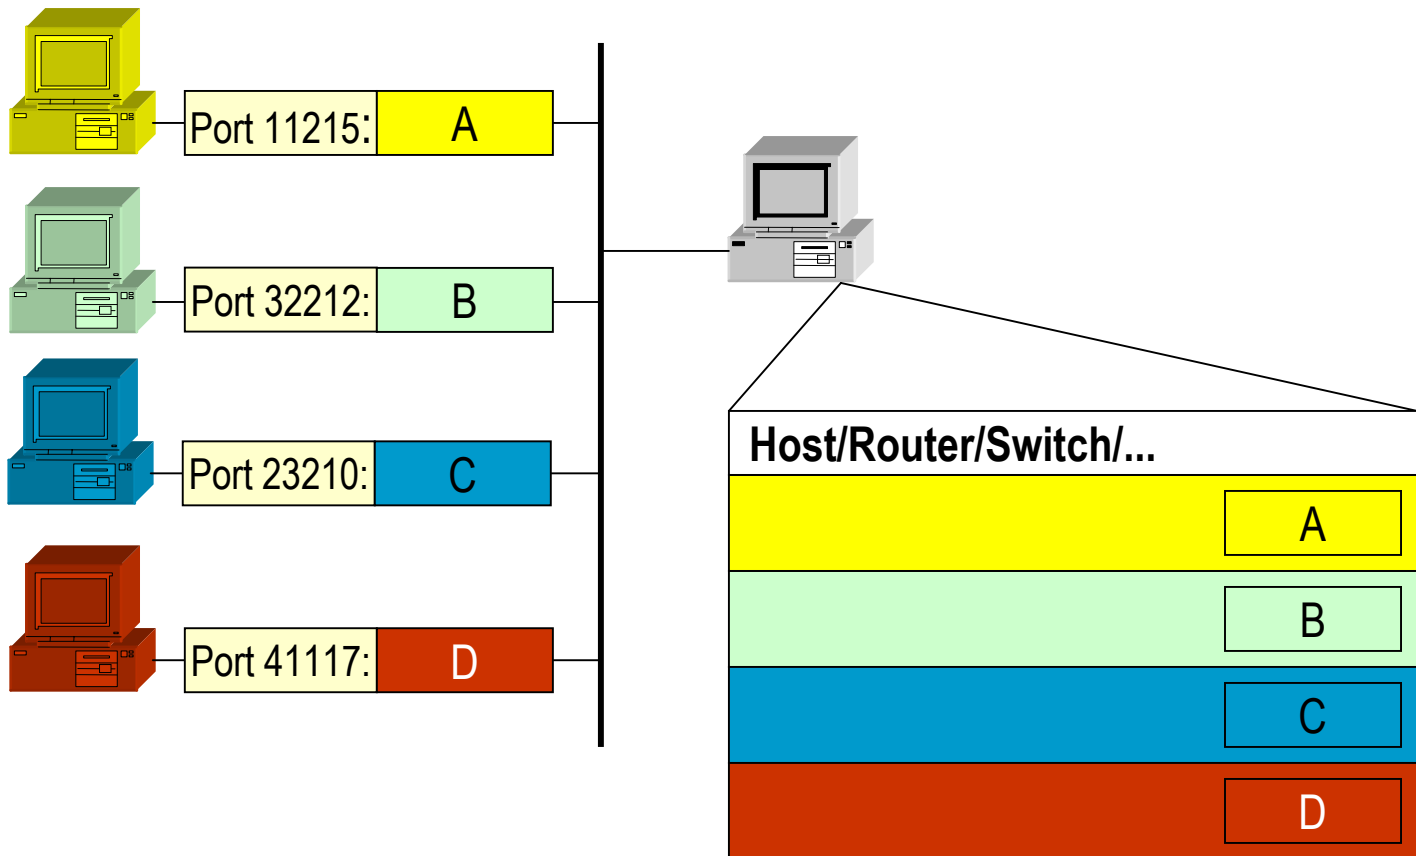 Port 11215: A
Port 32212: B
Port 23210: C
Port 41117: D
Host/Router/Switch/...
A
B
C
D